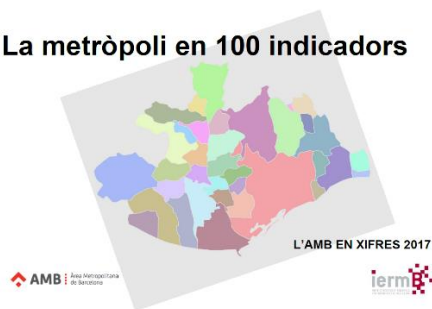 La metròpoli en 100 indicadors
L'AMB EN XIFRES 2017
AMB
Àrea Metropolitana
de Barcelona
iermB